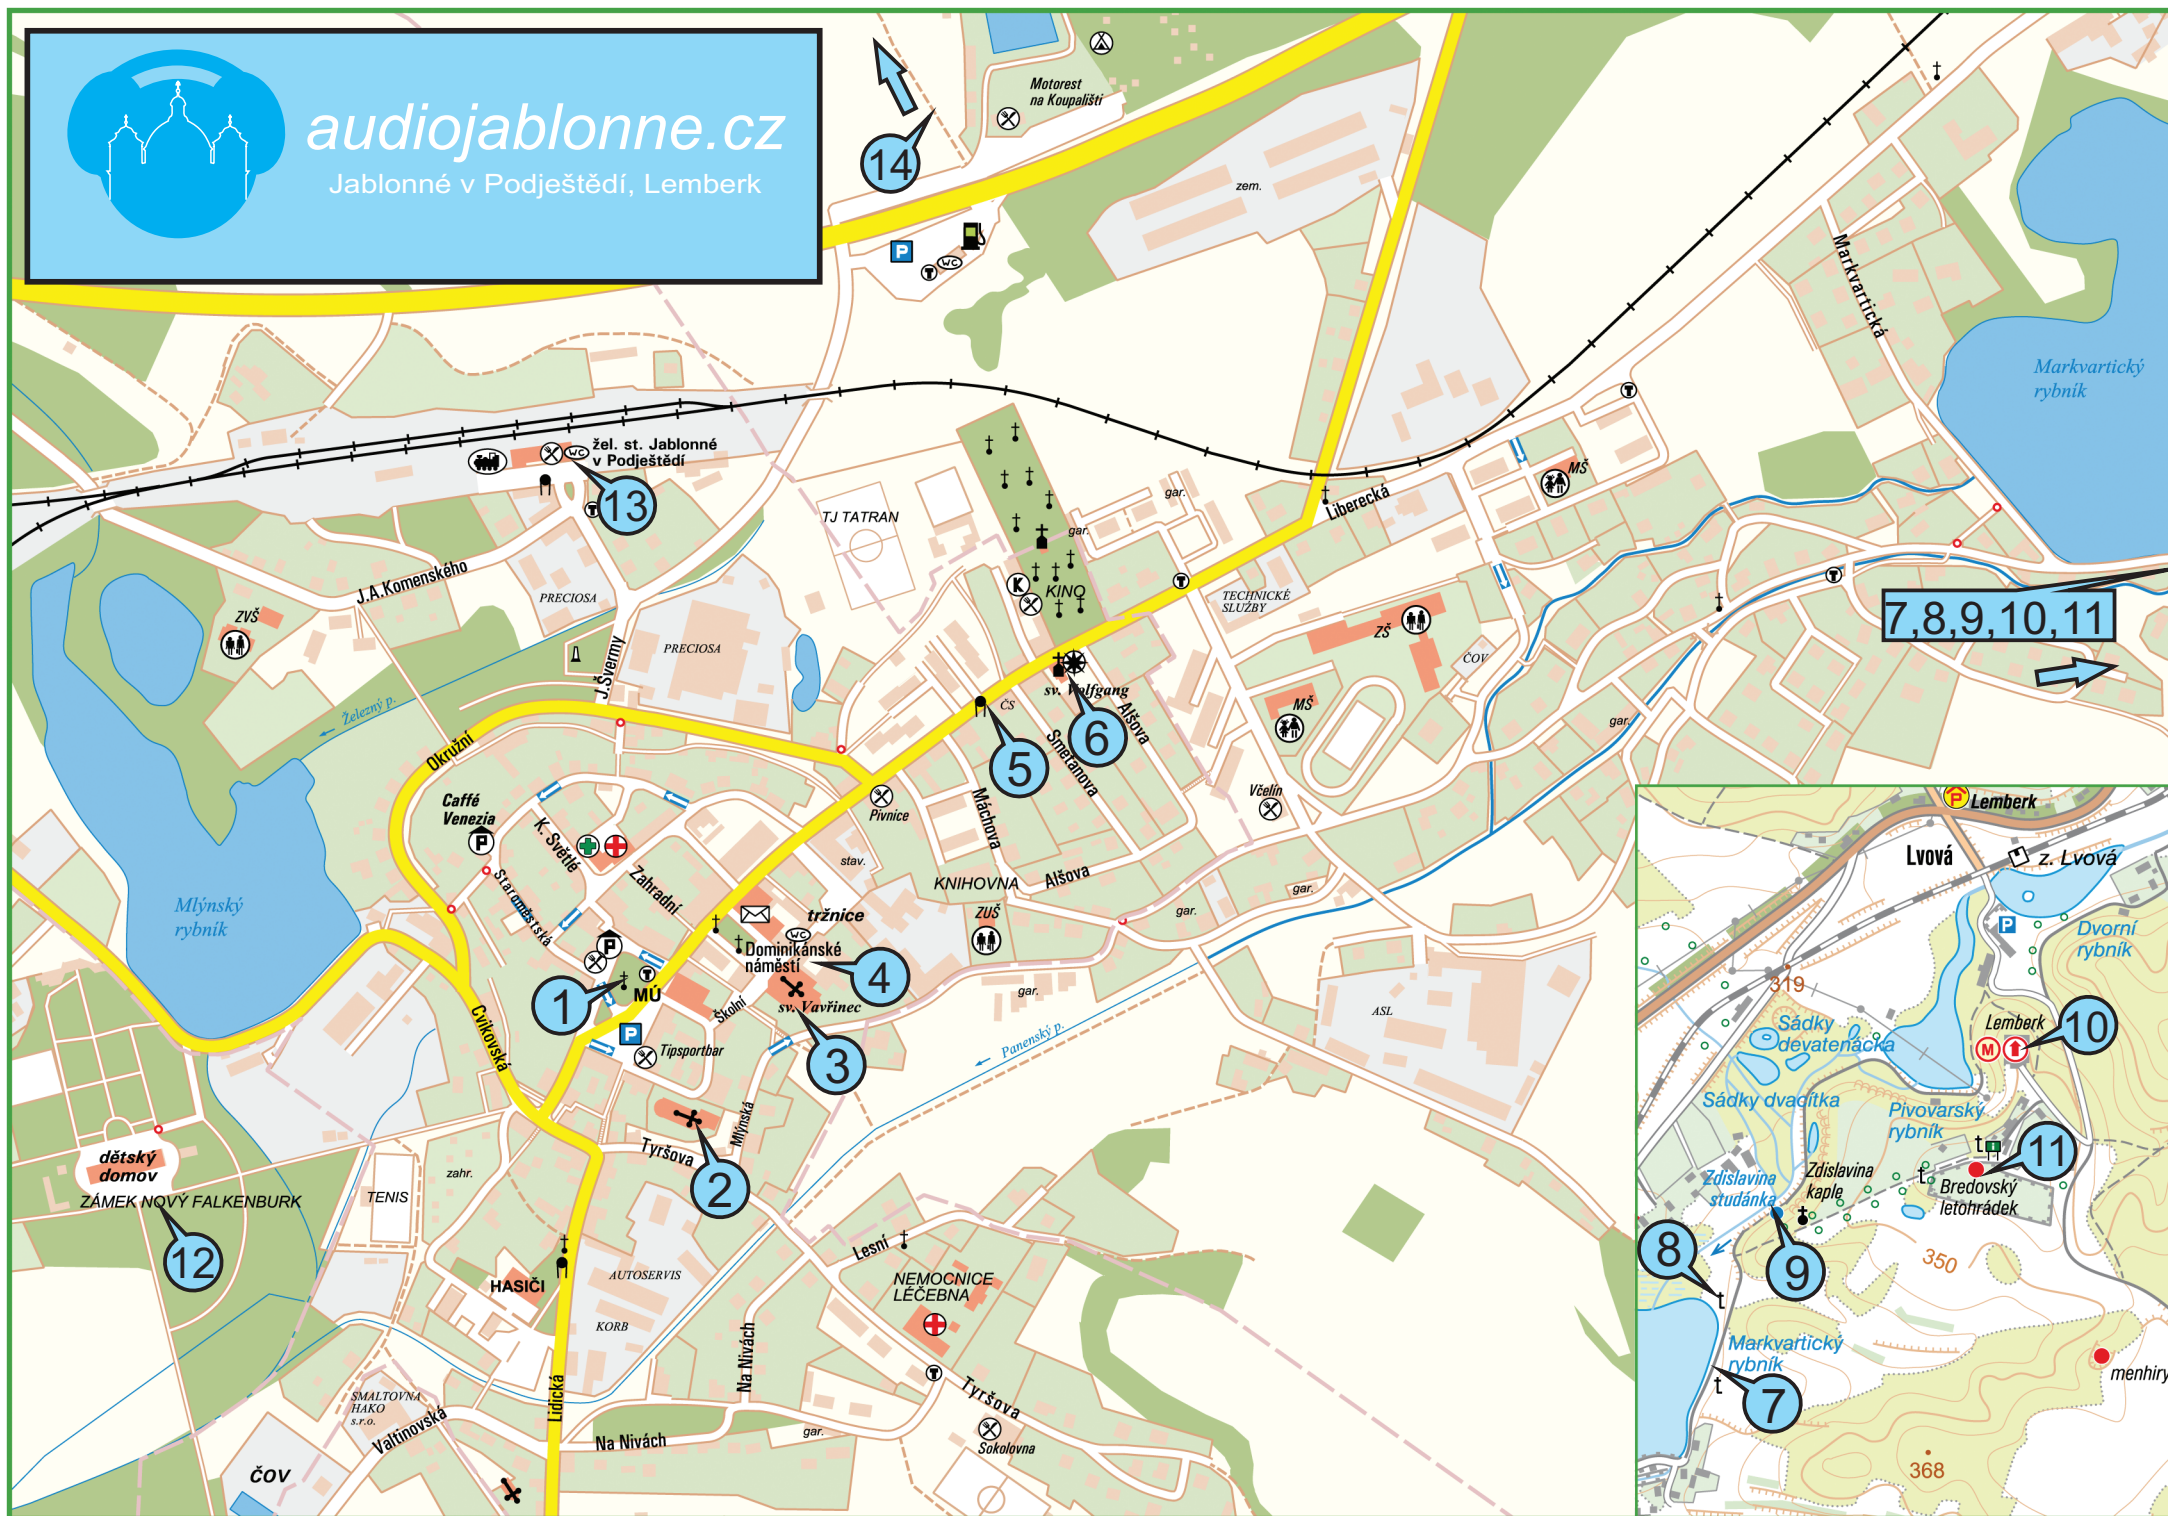 audiojablonne.cz
Jablonné v Podještědí, Lemberk
14
Motorest
na Koupališti
P
WC
T
zem.
Markvartická
Markvartický
rybník
žel. st. Jablonné
v Podještědí
WC
T
13
TJ TATRAN
gar.
gar.
Liberecká
MŠ
T
T
T
J.A.Komenského
PRECIOSA
PRECIOSA
ZVŠ
K
KINO
TECHNICKÉ
SLUŽBY
ZŠ
ČOV
7,8,9,10,11
J.Švermy
Železný p.
Okružní
sv. Wolfgang
ČS
Alšova
Smetanova
6
5
MŠ
gar.
Včelín
Pivnice
Máchova
Caffé
Venezia
P
K. Světlé
Staroměstská
Zahradní
stav.
KNIHOVNA
Alšova
gar.
gar.
ZUŠ
Mlýnský
rybník
tržnice
WC
Dominikánské
náměstí
4
P
T
MÚ
1
Školní
sv. Vavřinec
gar.
ASL
Cvikovská
P
Tipsportbar
3
Panenský p.
Mlýnská
Tyršova
2
dětský
domov
ZÁMEK NOVÝ FALKENBURK
12
TENIS
zahr.
Lesní
NEMOCNICE
LÉČEBNA
HASIČI
AUTOSERVIS
KORB
Na Nivách
T
Tyršova
Lidická
SMALTOVNA
HAKO
s.r.o.
Valtinovská
Na Nivách
gar.
Sokolovna
ČOV
P
Lemberk
Lvová
z. Lvová
P
Dvorní
rybník
319
Sádky
devatenáctka
Lemberk
M
10
Sádky dvacítka
Pivovarský
rybník
i
11
Zdislavina
studánka
Zdislavina
kaple
Bredovský
letohrádek
8
9
350
Markvartický
rybník
7
menhiry
368